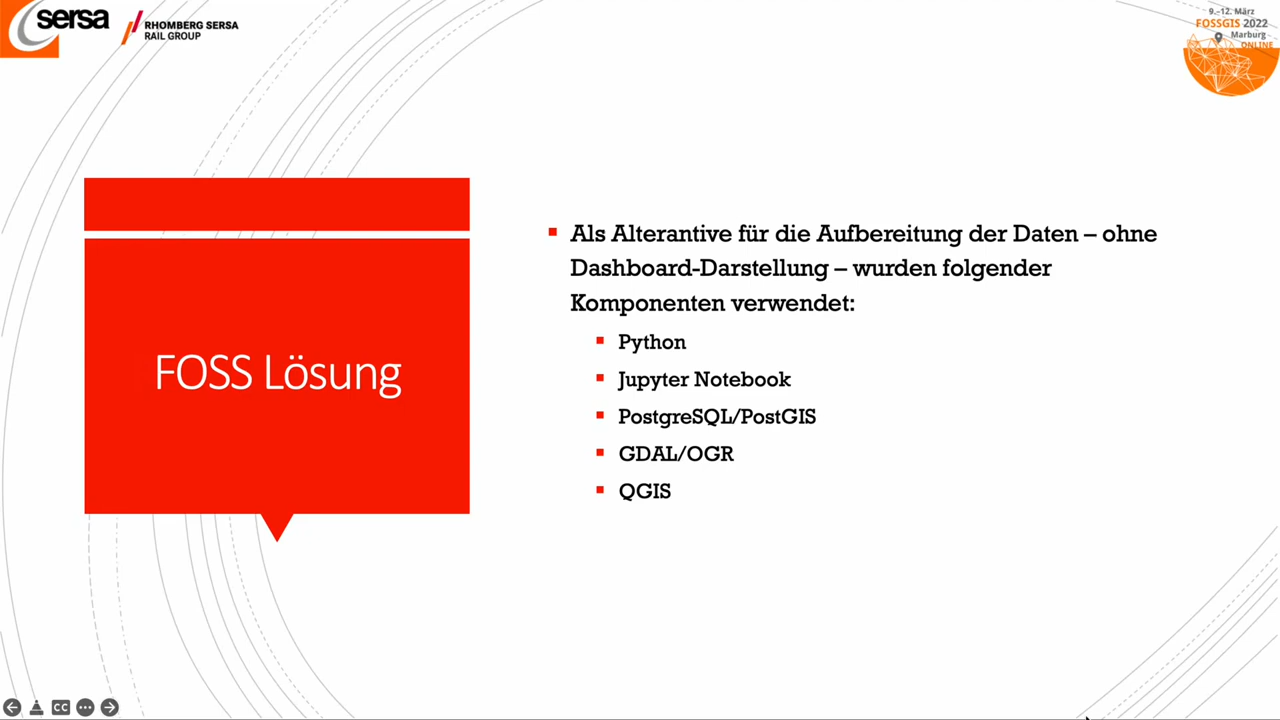 sersa
RHOMBERG SERSA
RAIL GROUP
9.-12. März
FOSSGIS 2022
Marburg
ONLINE
FOSS Lösung
Als Alterantive für die Aufbereitung der Daten – ohne
Dashboard-Darstellung – wurden folgender
Komponenten verwendet:
Python
Jupyter Notebook
PostgreSQL/PostGIS
GDAL/OGR
QGIS
CC